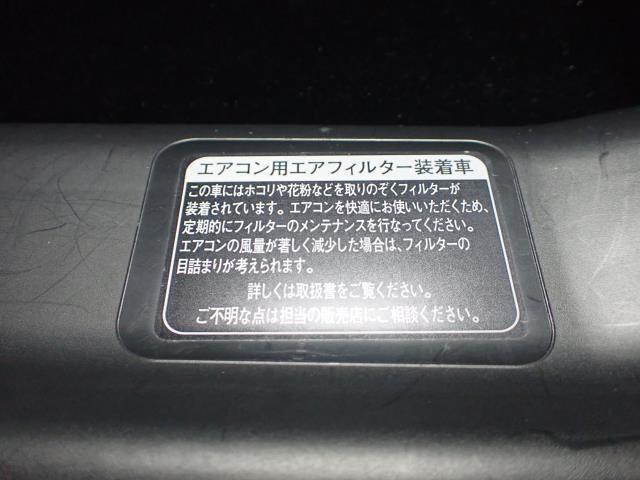 エアコン用エアフィルター装着車
この車にはホコリや花粉などを取りのぞくフィルターが
装着されています。エアコンを快適にお使いいただくため、
定期的にフィルターのメンテナンスを行なってください。
エアコンの風量が著しく減少した場合は、フィルターの
目詰まりが考えられます。
詳しくは取扱書をご覧ください。
ご不明な点は担当の販売店にご相談ください。